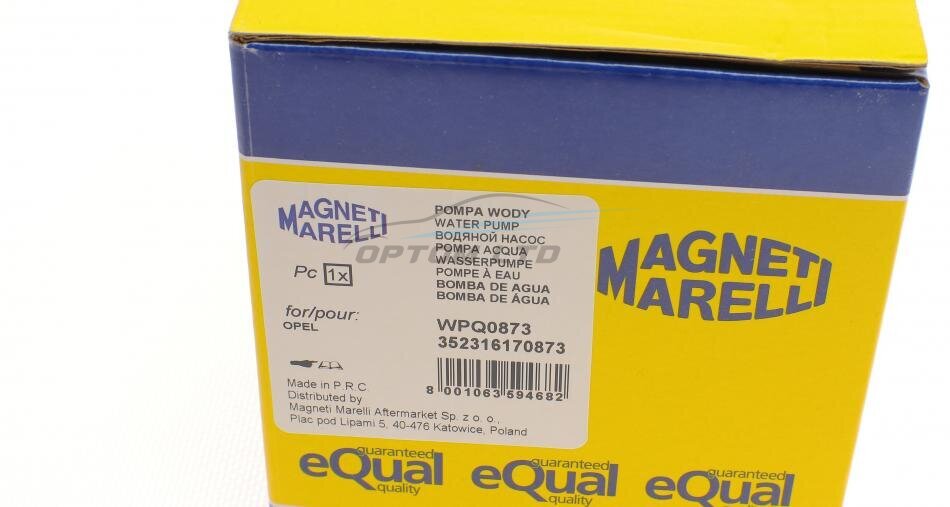 MAGNETI
MARELLI
Pc 1x
for/pour:
OPEL
POMPA WODY
WATER PUMP
ВОДЯНОЙ НАСОС
POMPA ACQUA
WASSERPUMPE
POMPE À EAU
BOMBA DE AGUA
BOMBA DE ÁGUA
WPQ0873
352316170873
8 001063 594682
Made in P.R.C.
Distributed by
Magneti Marelli Aftermarket Sp. z o. o.,
Plac pod Lipami 5, 40-476 Katowice, Poland
OPTOM LTD
MAGNETI
MARELLI
guaranteed
eQual
quality
guaranteed
eQual
quality
guaranteed
eQual